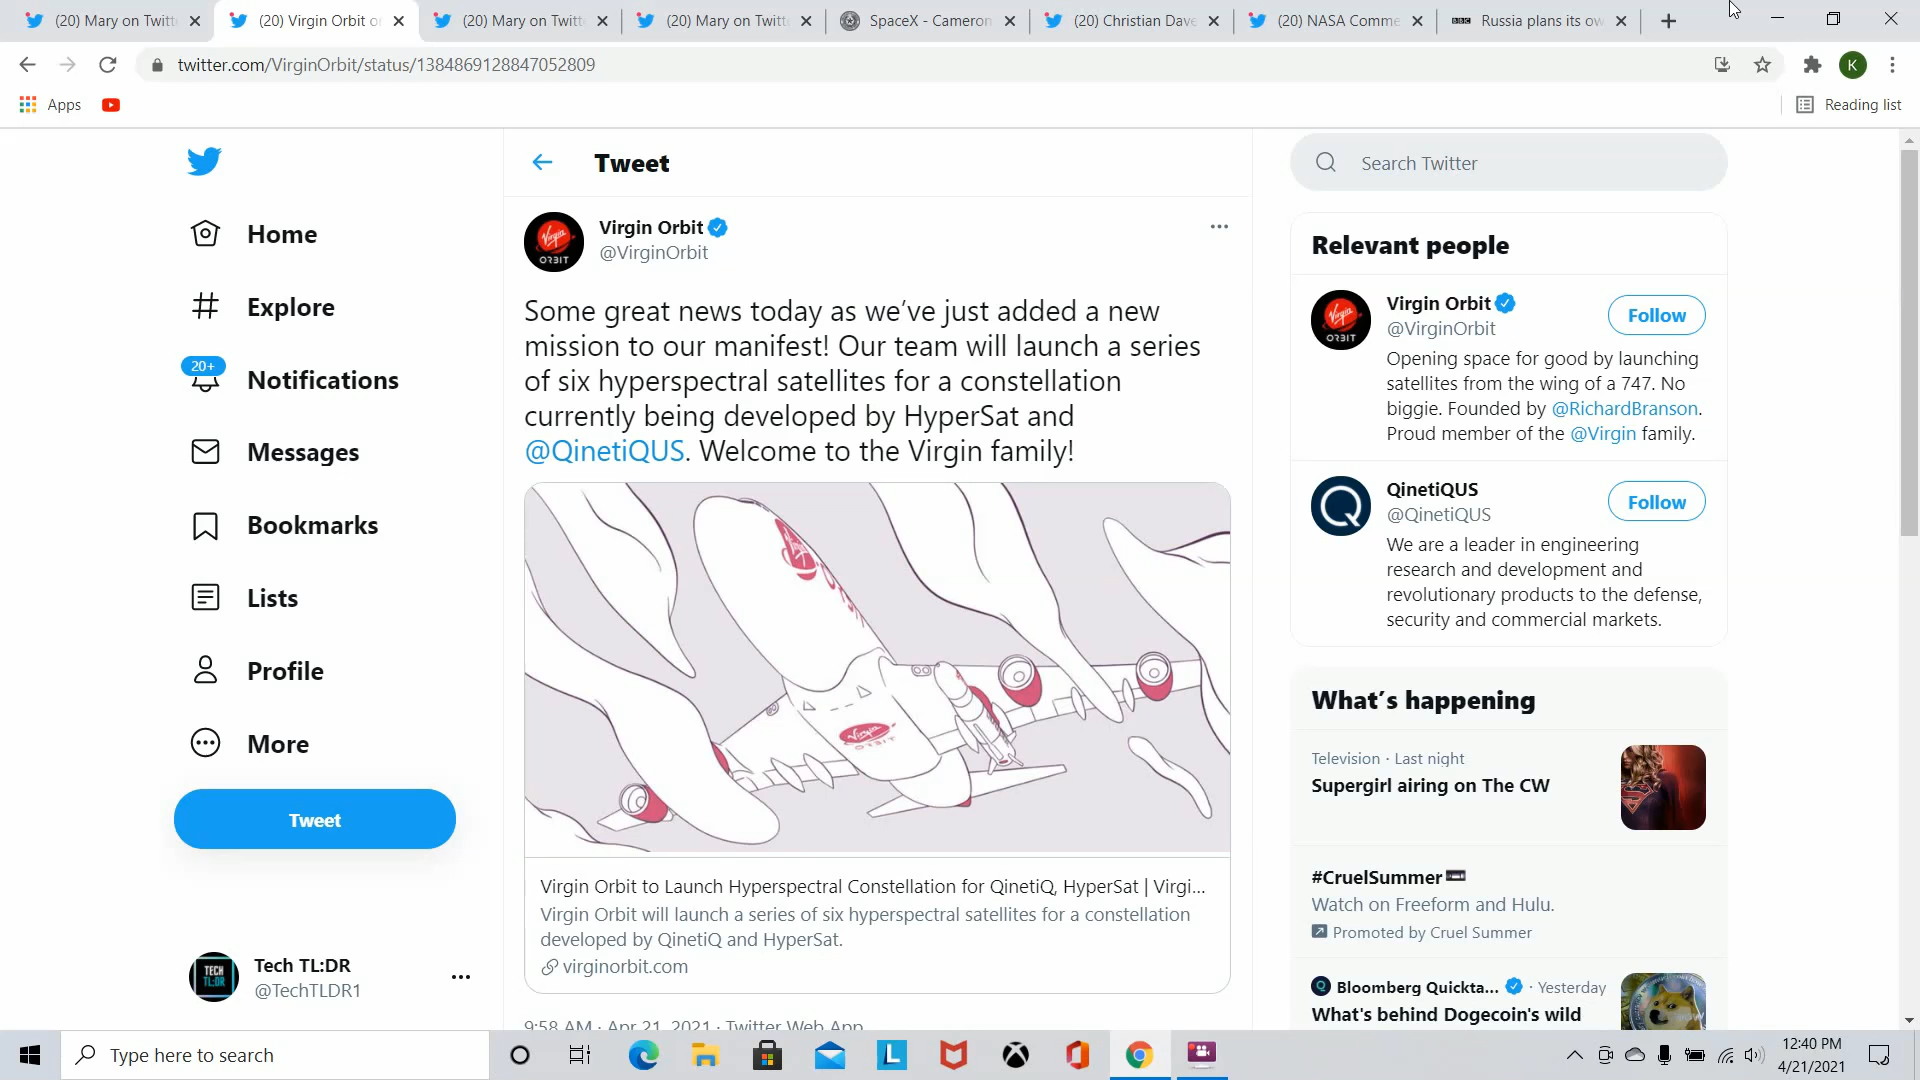 (20) Mary on Twitt
(20) Virgin Orbit o
(20) Mary on Twitt
(20) Mary on Twitt
SpaceX - Cameron
(20) Christian Dave
(20) NASA Comme
BBC Russia plans its ow
twitter.com/VirginOrbit/status/1384869128847052809
K
Apps
Reading list
Home
Explore
20+
Notifications
Messages
Bookmarks
Lists
Profile
More
Tweet
TECH
TL:DR
Tech TL:DR
@TechTLDR1
Tweet
Virgin
ORBIT
Virgin Orbit
@VirginOrbit
Some great news today as we’ve just added a new
mission to our manifest! Our team will launch a series
of six hyperspectral satellites for a constellation
currently being developed by HyperSat and
@QinetiQUS. Welcome to the Virgin family!
Virgin
ORBIT
Virgin Orbit to Launch Hyperspectral Constellation for QinetiQ, HyperSat | Virgi...
Virgin Orbit will launch a series of six hyperspectral satellites for a constellation
developed by QinetiQ and HyperSat.
virginorbit.com
9:58 AM · Apr 21, 2021 · Twitter Web App
Search Twitter
Relevant people
Virgin
ORBIT
Virgin Orbit
@VirginOrbit
Follow
Opening space for good by launching
satellites from the wing of a 747. No
biggie. Founded by @RichardBranson.
Proud member of the @Virgin family.
QinetiQUS
@QinetiQUS
Follow
We are a leader in engineering
research and development and
revolutionary products to the defense,
security and commercial markets.
What’s happening
Television · Last night
Supergirl airing on The CW
#CruelSummer
Watch on Freeform and Hulu.
Promoted by Cruel Summer
Bloomberg Quickta... · Yesterday
What's behind Dogecoin's wild
Type here to search
12:40 PM
4/21/2021